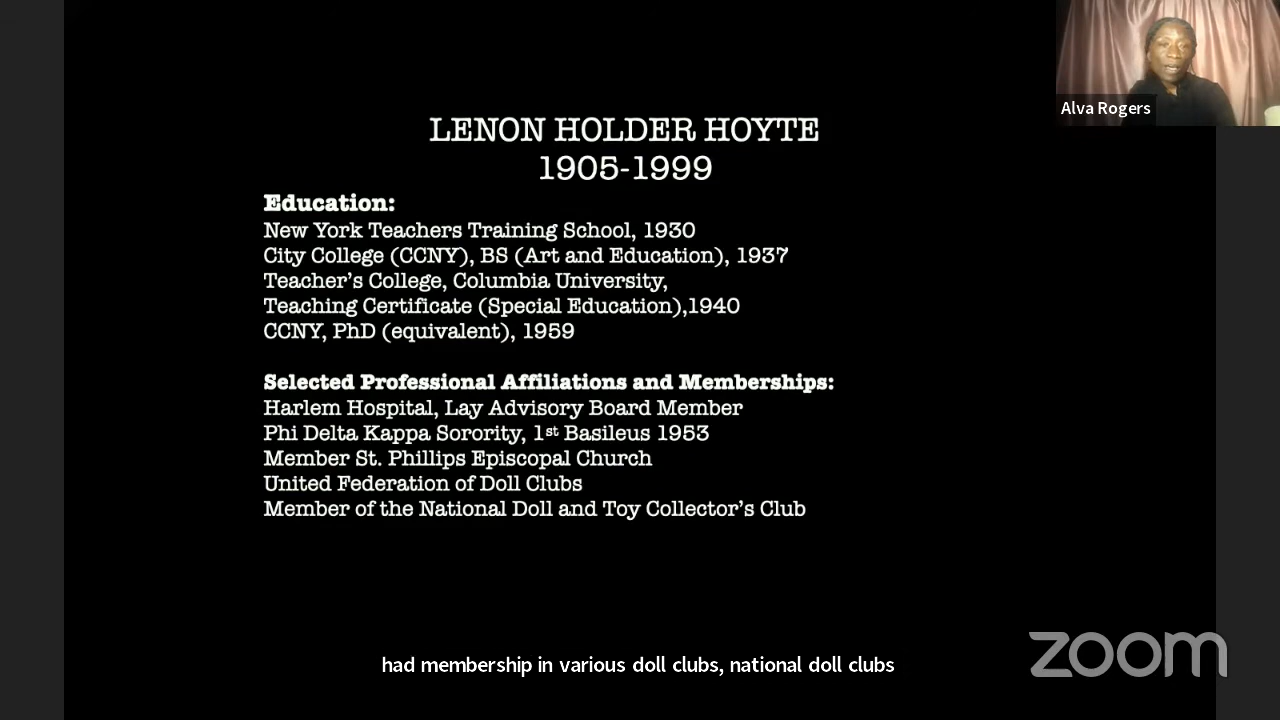 Alva Rogers
LENON HOLDER HOYTE
1905-1999
Education:
New York Teachers Training School, 1930
City College (CCNY), BS (Art and Education), 1937
Teacher's College, Columbia University,
Teaching Certificate (Special Education),1940
CCNY, PhD (equivalent), 1959
Selected Professional Affiliations and Memberships:
Harlem Hospital, Lay Advisory Board Member
Phi Delta Kappa Sorority, 1st Basileus 1953
Member St. Phillips Episcopal Church
United Federation of Doll Clubs
Member of the National Doll and Toy Collector's Club
had membership in various doll clubs, national doll clubs
zoom